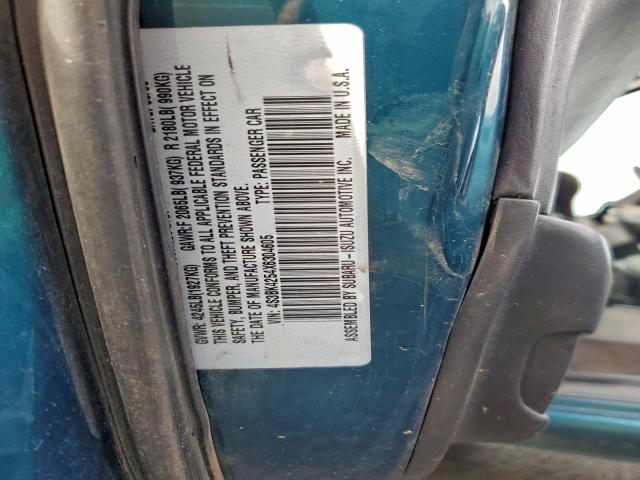 GVWR: 4245LB(1927KG) GAWR:F 2065LB( 937KG) R 2180LB( 990KG)
THIS VEHICLE CONFORMS TO ALL APPLICABLE FEDERAL MOTOR VEHICLE
SAFETY, BUMPER, AND THEFT PREVENTION STANDARDS IN EFFECT ON
THE DATE OF MANUFACTURE SHOWN ABOVE.
VIN: 4S3BK4254X6304605 TYPE: PASSENGER CAR
ASSEMBLED BY SUBARU-ISUZU AUTOMOTIVE INC. MADE IN U.S.A.